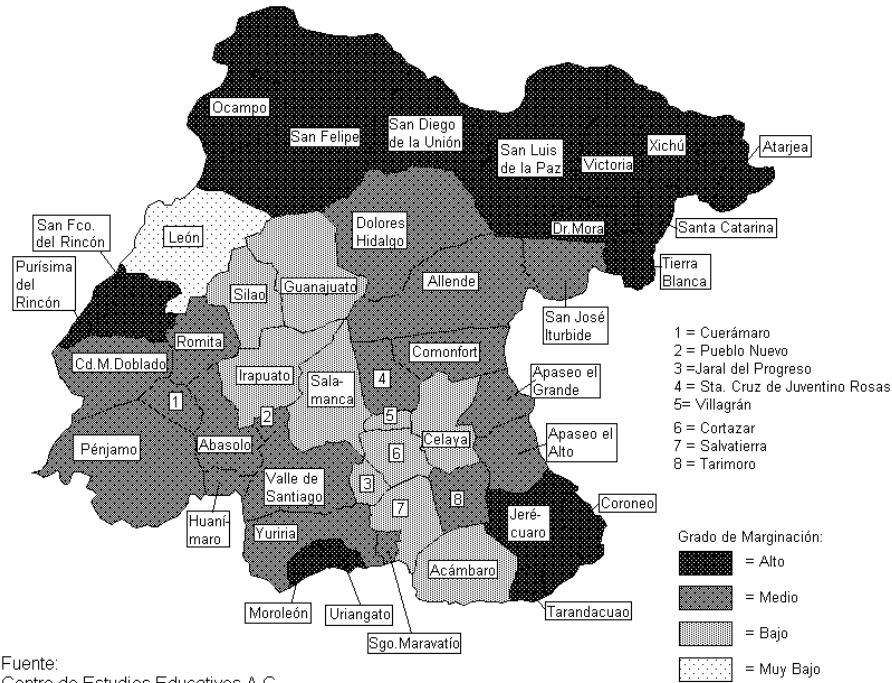 Ocampo
San Felipe
San Diego
de la Unión
San Luis
de la Paz
Victoria
Xichú
Atarjea
San Fco.
del Rincón
León
Dolores
Hidalgo
Dr.Mora
Santa Catarina
Purísima
del
Rincón
Silao
Guanajuato
Allende
Tierra
Blanca
San José
Iturbide
Romita
Cd.M.Doblado
Irapuato
Sala-
manca
Comonfort
1 = Cuerámaro
2 = Pueblo Nuevo
3 =Jaral del Progreso
4 = Sta. Cruz de Juventino Rosas
5= Villagrán
6 = Cortazar
7 = Salvatierra
8 = Tarimoro
Apaseo el
Grande
4
1
2
5
Celaya
Apaseo el
Alto
Pénjamo
Abasolo
6
Valle de
Santiago
3
8
7
Huaní-
maro
Yuriria
Jeré-
cuaro
Coroneo
Acámbaro
Moroleón
Uriangato
Sgo.Maravatío
Tarandacuao
Grado de Marginación:
= Alto
= Medio
= Bajo
= Muy Bajo
Fuente:
Centro de Estudios Educativos A.C.